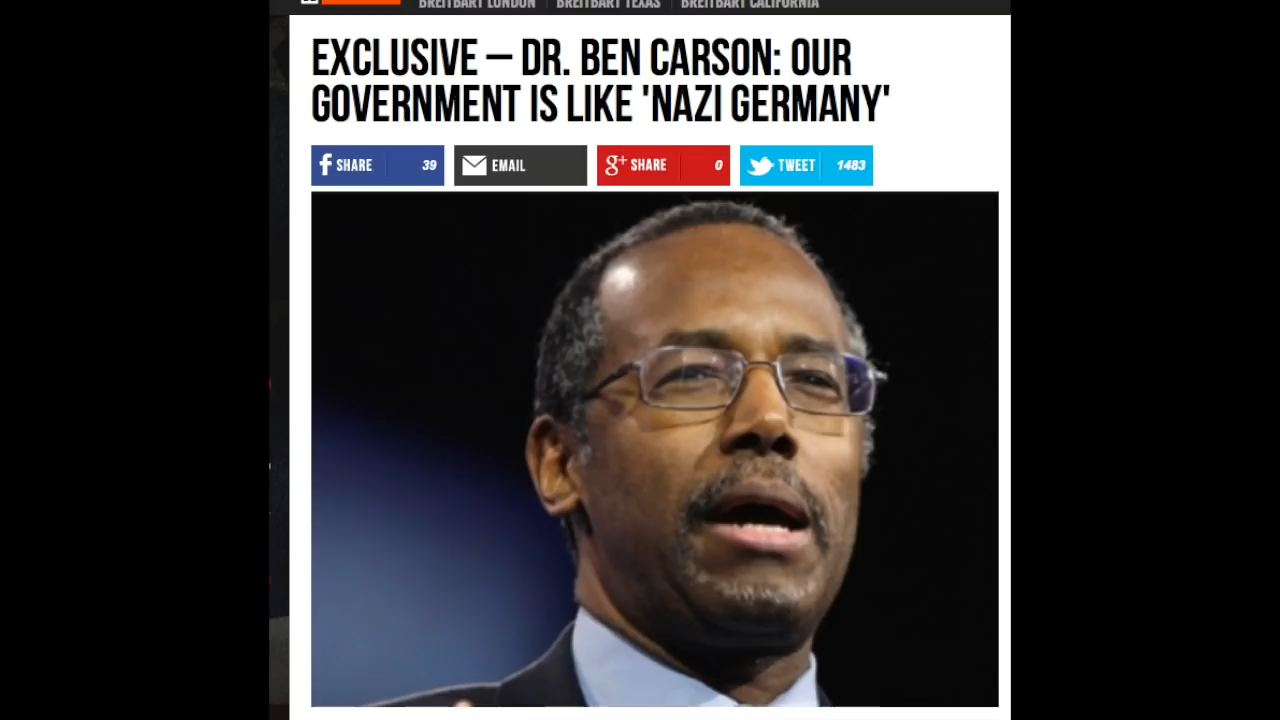 BREITBART LONDON BREITBART TEXAS BREITBART CALIFORNIA
EXCLUSIVE — DR. BEN CARSON: OUR
GOVERNMENT IS LIKE 'NAZI GERMANY'
f SHARE 39 EMAIL g+ SHARE 0 TWEET 1483